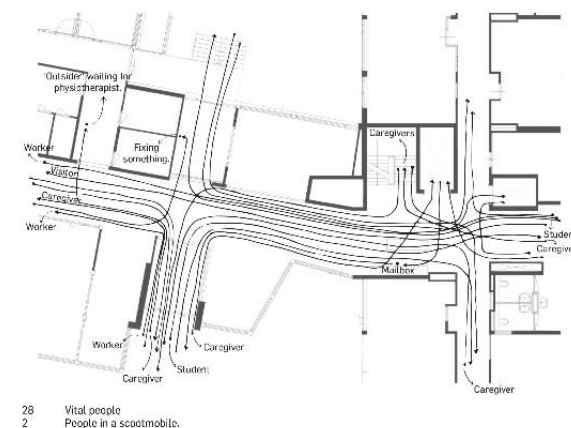 "Outsider" waiting for
physiotherapist.
Caregivers
Fixing
something.
Worker
Visitor
Caregiver
Worker
Student
Caregiver
Mailbox
Worker
Caregiver
Student
Caregiver
Caregiver
28 Vital people
2 People in a scootmobile.